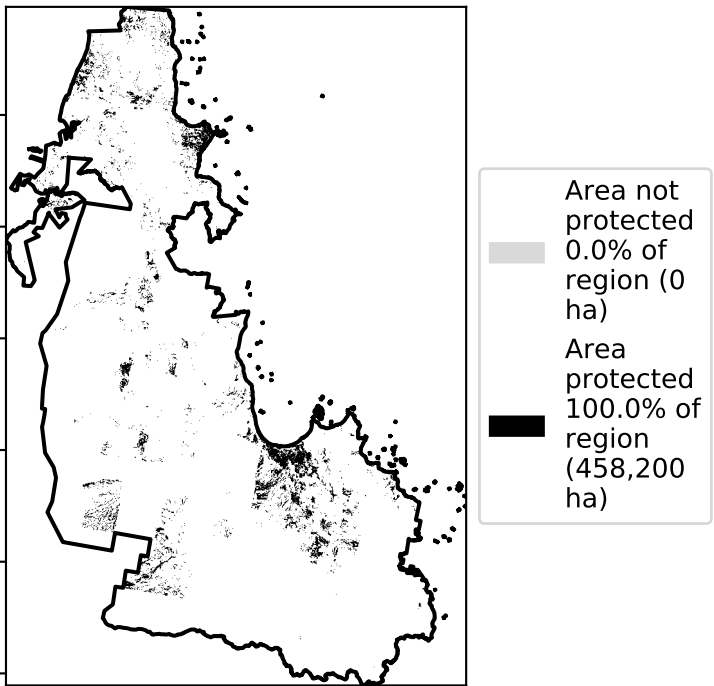 Area not
protected
0.0% of
region (0
ha)
Area
protected
100.0% of
region
(458,200
ha)